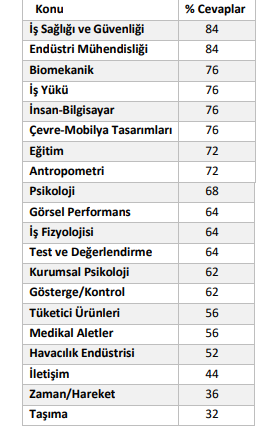 Konu % Cevaplar
İş Sağlığı ve Güvenliği 84
Endüstri Mühendisliği 84
Biomekanik 76
İş Yükü 76
İnsan-Bilgisayar 76
Çevre-Mobilya Tasarımları 76
Eğitim 72
Antropometri 72
Psikoloji 68
Görsel Performans 64
İş Fizyolojisi 64
Test ve Değerlendirme 64
Kurumsal Psikoloji 62
Gösterge/Kontrol 62
Tüketici Ürünleri 56
Medikal Aletler 56
Havacılık Endüstrisi 52
İletişim 44
Zaman/Hareket 36
Taşıma 32